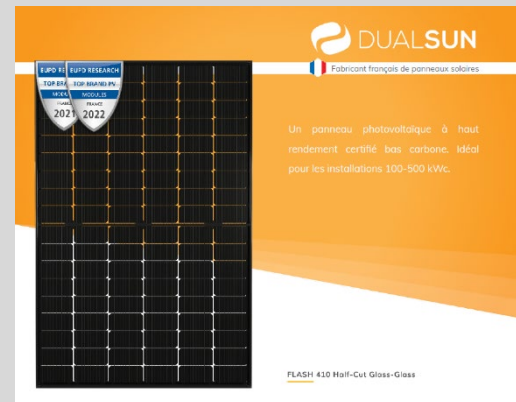 DUALSUN
Fabricant français de panneaux solaires
EUPD RESEARCH
TOP BRAND PV
MODULES
FRANCE
2021
2022
Un panneau photovoltaïque à haut
rendement certifié bas carbone. Idéal
pour les installations 100-500 kWc.
FLASH 410 Half-Cut Glass-Glass